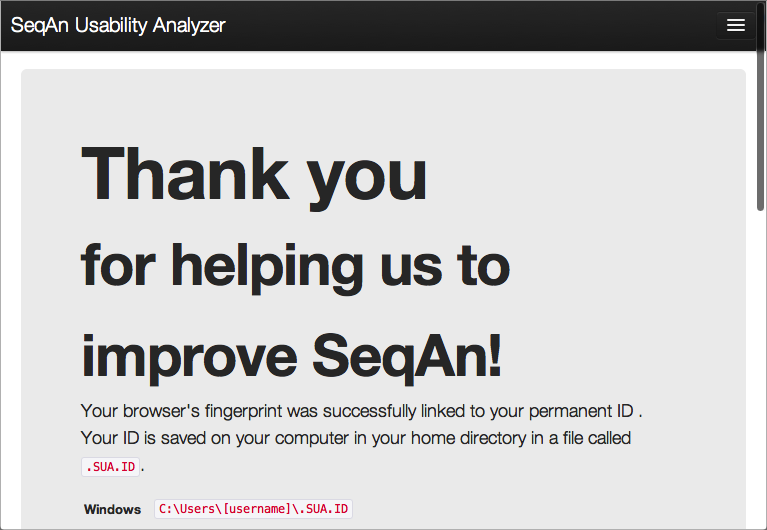 SeqAn Usability Analyzer
Thank you
for helping us to
improve SeqAn!
Your browser's fingerprint was successfully linked to your permanent ID .
Your ID is saved on your computer in your home directory in a file called
.SUA.ID .
Windows C:\Users\[username]\.SUA.ID